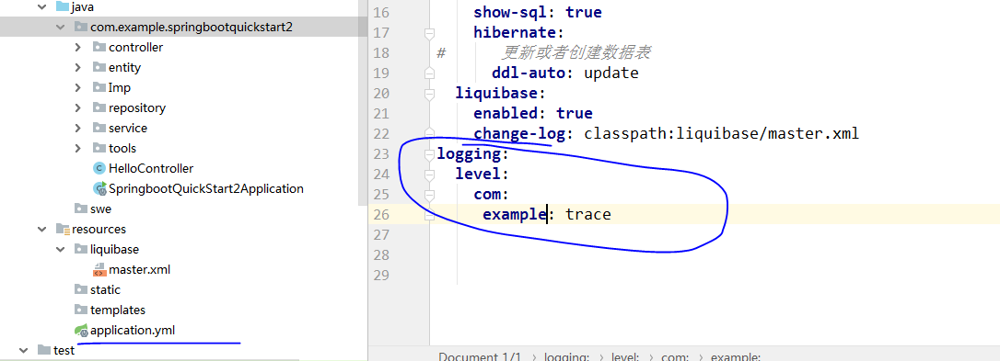 java
com.example.springbootquickstart2
controller
entity
Imp
repository
service
tools
HelloController
SpringbootQuickStart2Application
swe
resources
liquibase
master.xml
static
templates
application.yml
test
16 show-sql: true
17 hibernate:
18 # 更新或者创建数据表
19 ddl-auto: update
20 liquibase:
21 enabled: true
22 change-log: classpath:liquibase/master.xml
23 logging:
24 level:
25 com:
26 example: trace
27
28
29
Document 1/1 › logging: › level: › com: › example: